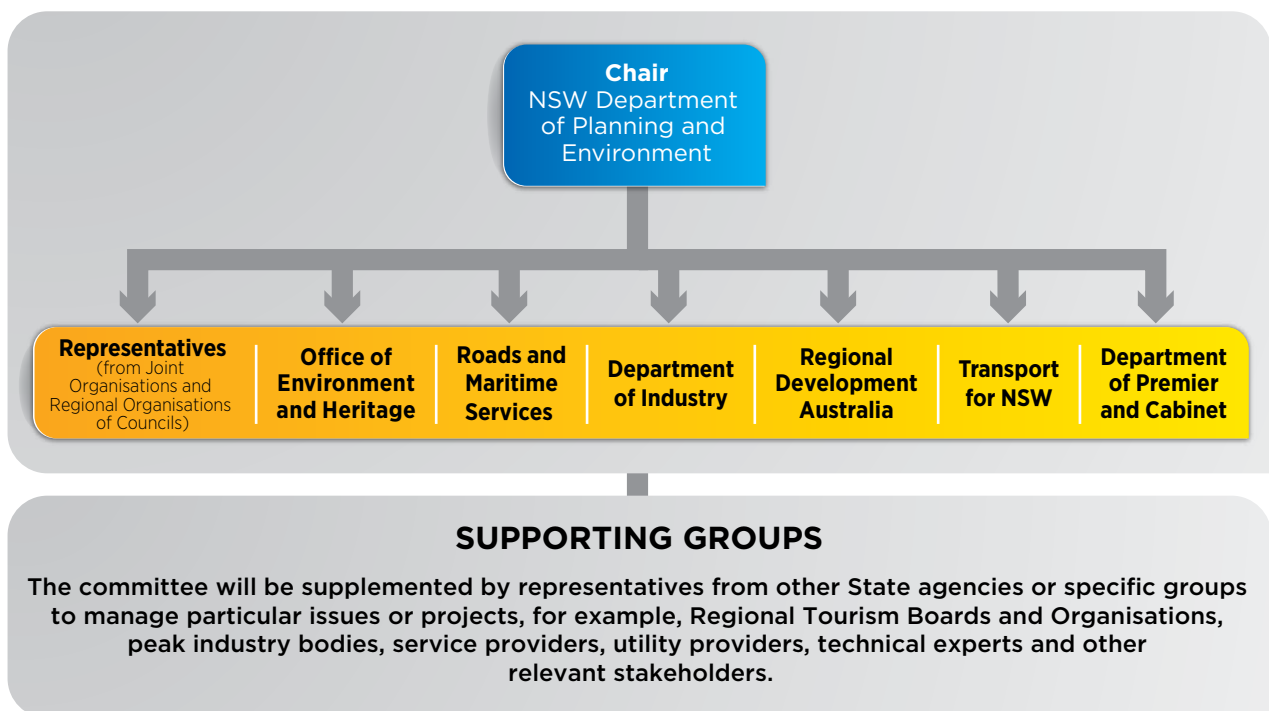 Chair
NSW Department
of Planning and
Environment
Representatives
(from Joint
Organisations and
Regional Organisations
of Councils)
Office of
Environment
and Heritage
Roads and
Maritime
Services
Department
of Industry
Regional
Development
Australia
Transport
for NSW
Department
of Premier
and Cabinet
SUPPORTING GROUPS
The committee will be supplemented by representatives from other State agencies or specific groups
to manage particular issues or projects, for example, Regional Tourism Boards and Organisations,
peak industry bodies, service providers, utility providers, technical experts and other
relevant stakeholders.